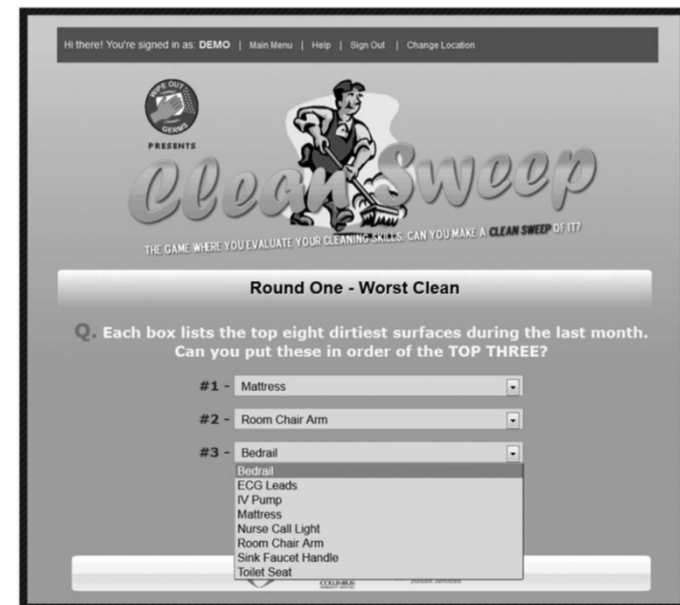 Hi there! You're signed in as: DEMO | Main Menu | Help | Sign Out | Change Location
WIPE OUT
GERMS
PRESENTS
Clean Sweep
THE GAME WHERE YOU EVALUATE YOUR CLEANING SKILLS. CAN YOU MAKE A CLEAN SWEEP OF IT?
Round One - Worst Clean
Q. Each box lists the top eight dirtiest surfaces during the last month.
Can you put these in order of the TOP THREE?
#1 - Mattress
#2 - Room Chair Arm
#3 - Bedrail
Bedrail
ECG Leads
IV Pump
Mattress
Nurse Call Light
Room Chair Arm
Sink Faucet Handle
Toilet Seat
COLUMBUS
Health Services